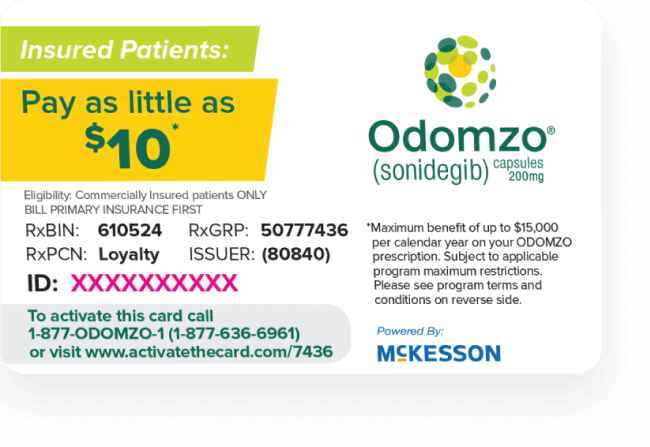 Insured Patients:
Pay as little as
$10*
Eligibility: Commercially Insured patients ONLY
BILL PRIMARY INSURANCE FIRST
RxBIN: 610524 RxGRP: 50777436
RxPCN: Loyalty ISSUER: (80840)
ID: XXXXXXXXXX
To activate this card call
1-877-ODOMZO-1 (1-877-636-6961)
or visit www.activatethecard.com/7436
Odomzo®
(sonidegib) capsules
200mg
*Maximum benefit of up to $15,000
per calendar year on your ODOMZO
prescription. Subject to applicable
program maximum restrictions.
Please see program terms and
conditions on reverse side.
Powered By:
MCKESSON